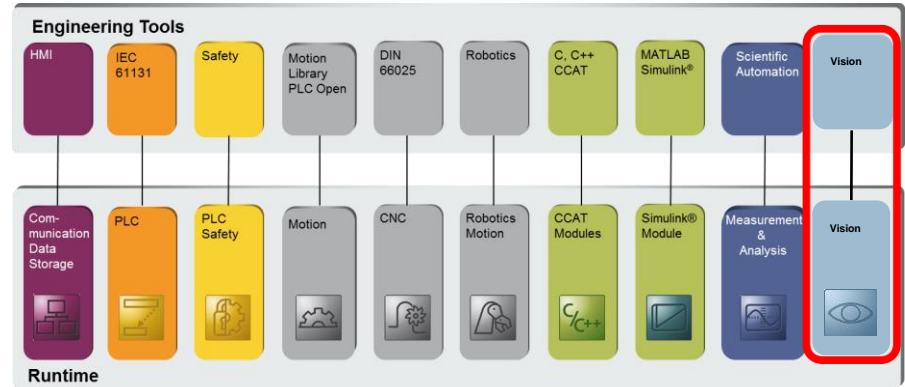 Engineering Tools
HMI
IEC
61131
Safety
Motion
Library
PLC Open
DIN
66025
Robotics
C, C++
CCAT
MATLAB
Simulink®
Scientific
Automation
Vision
Com-
munication
Data
Storage
PLC
PLC
Safety
Motion
CNC
Robotics
Motion
CCAT
Modules
Simulink®
Module
Measurement
&
Analysis
Vision
C/C++
Runtime